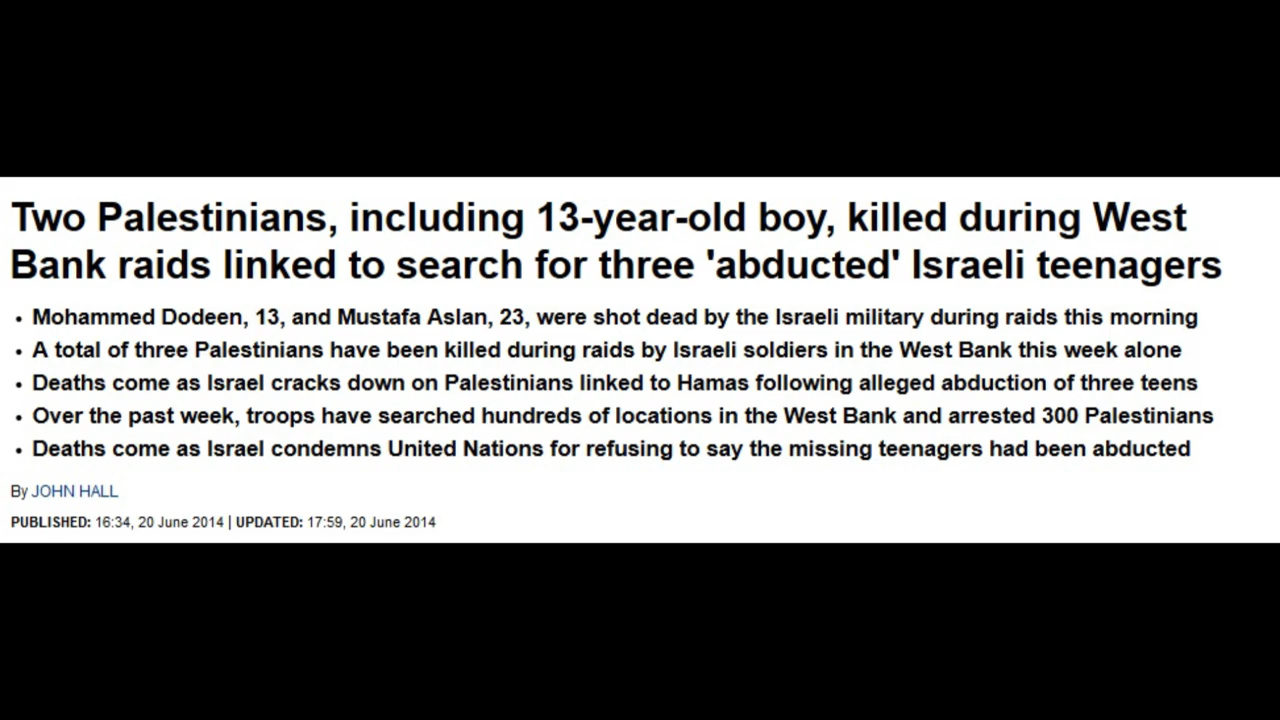 Two Palestinians, including 13-year-old boy, killed during West
Bank raids linked to search for three 'abducted' Israeli teenagers
• Mohammed Dodeen, 13, and Mustafa Aslan, 23, were shot dead by the Israeli military during raids this morning
• A total of three Palestinians have been killed during raids by Israeli soldiers in the West Bank this week alone
• Deaths come as Israel cracks down on Palestinians linked to Hamas following alleged abduction of three teens
• Over the past week, troops have searched hundreds of locations in the West Bank and arrested 300 Palestinians
• Deaths come as Israel condemns United Nations for refusing to say the missing teenagers had been abducted
By JOHN HALL
PUBLISHED: 16:34, 20 June 2014 | UPDATED: 17:59, 20 June 2014